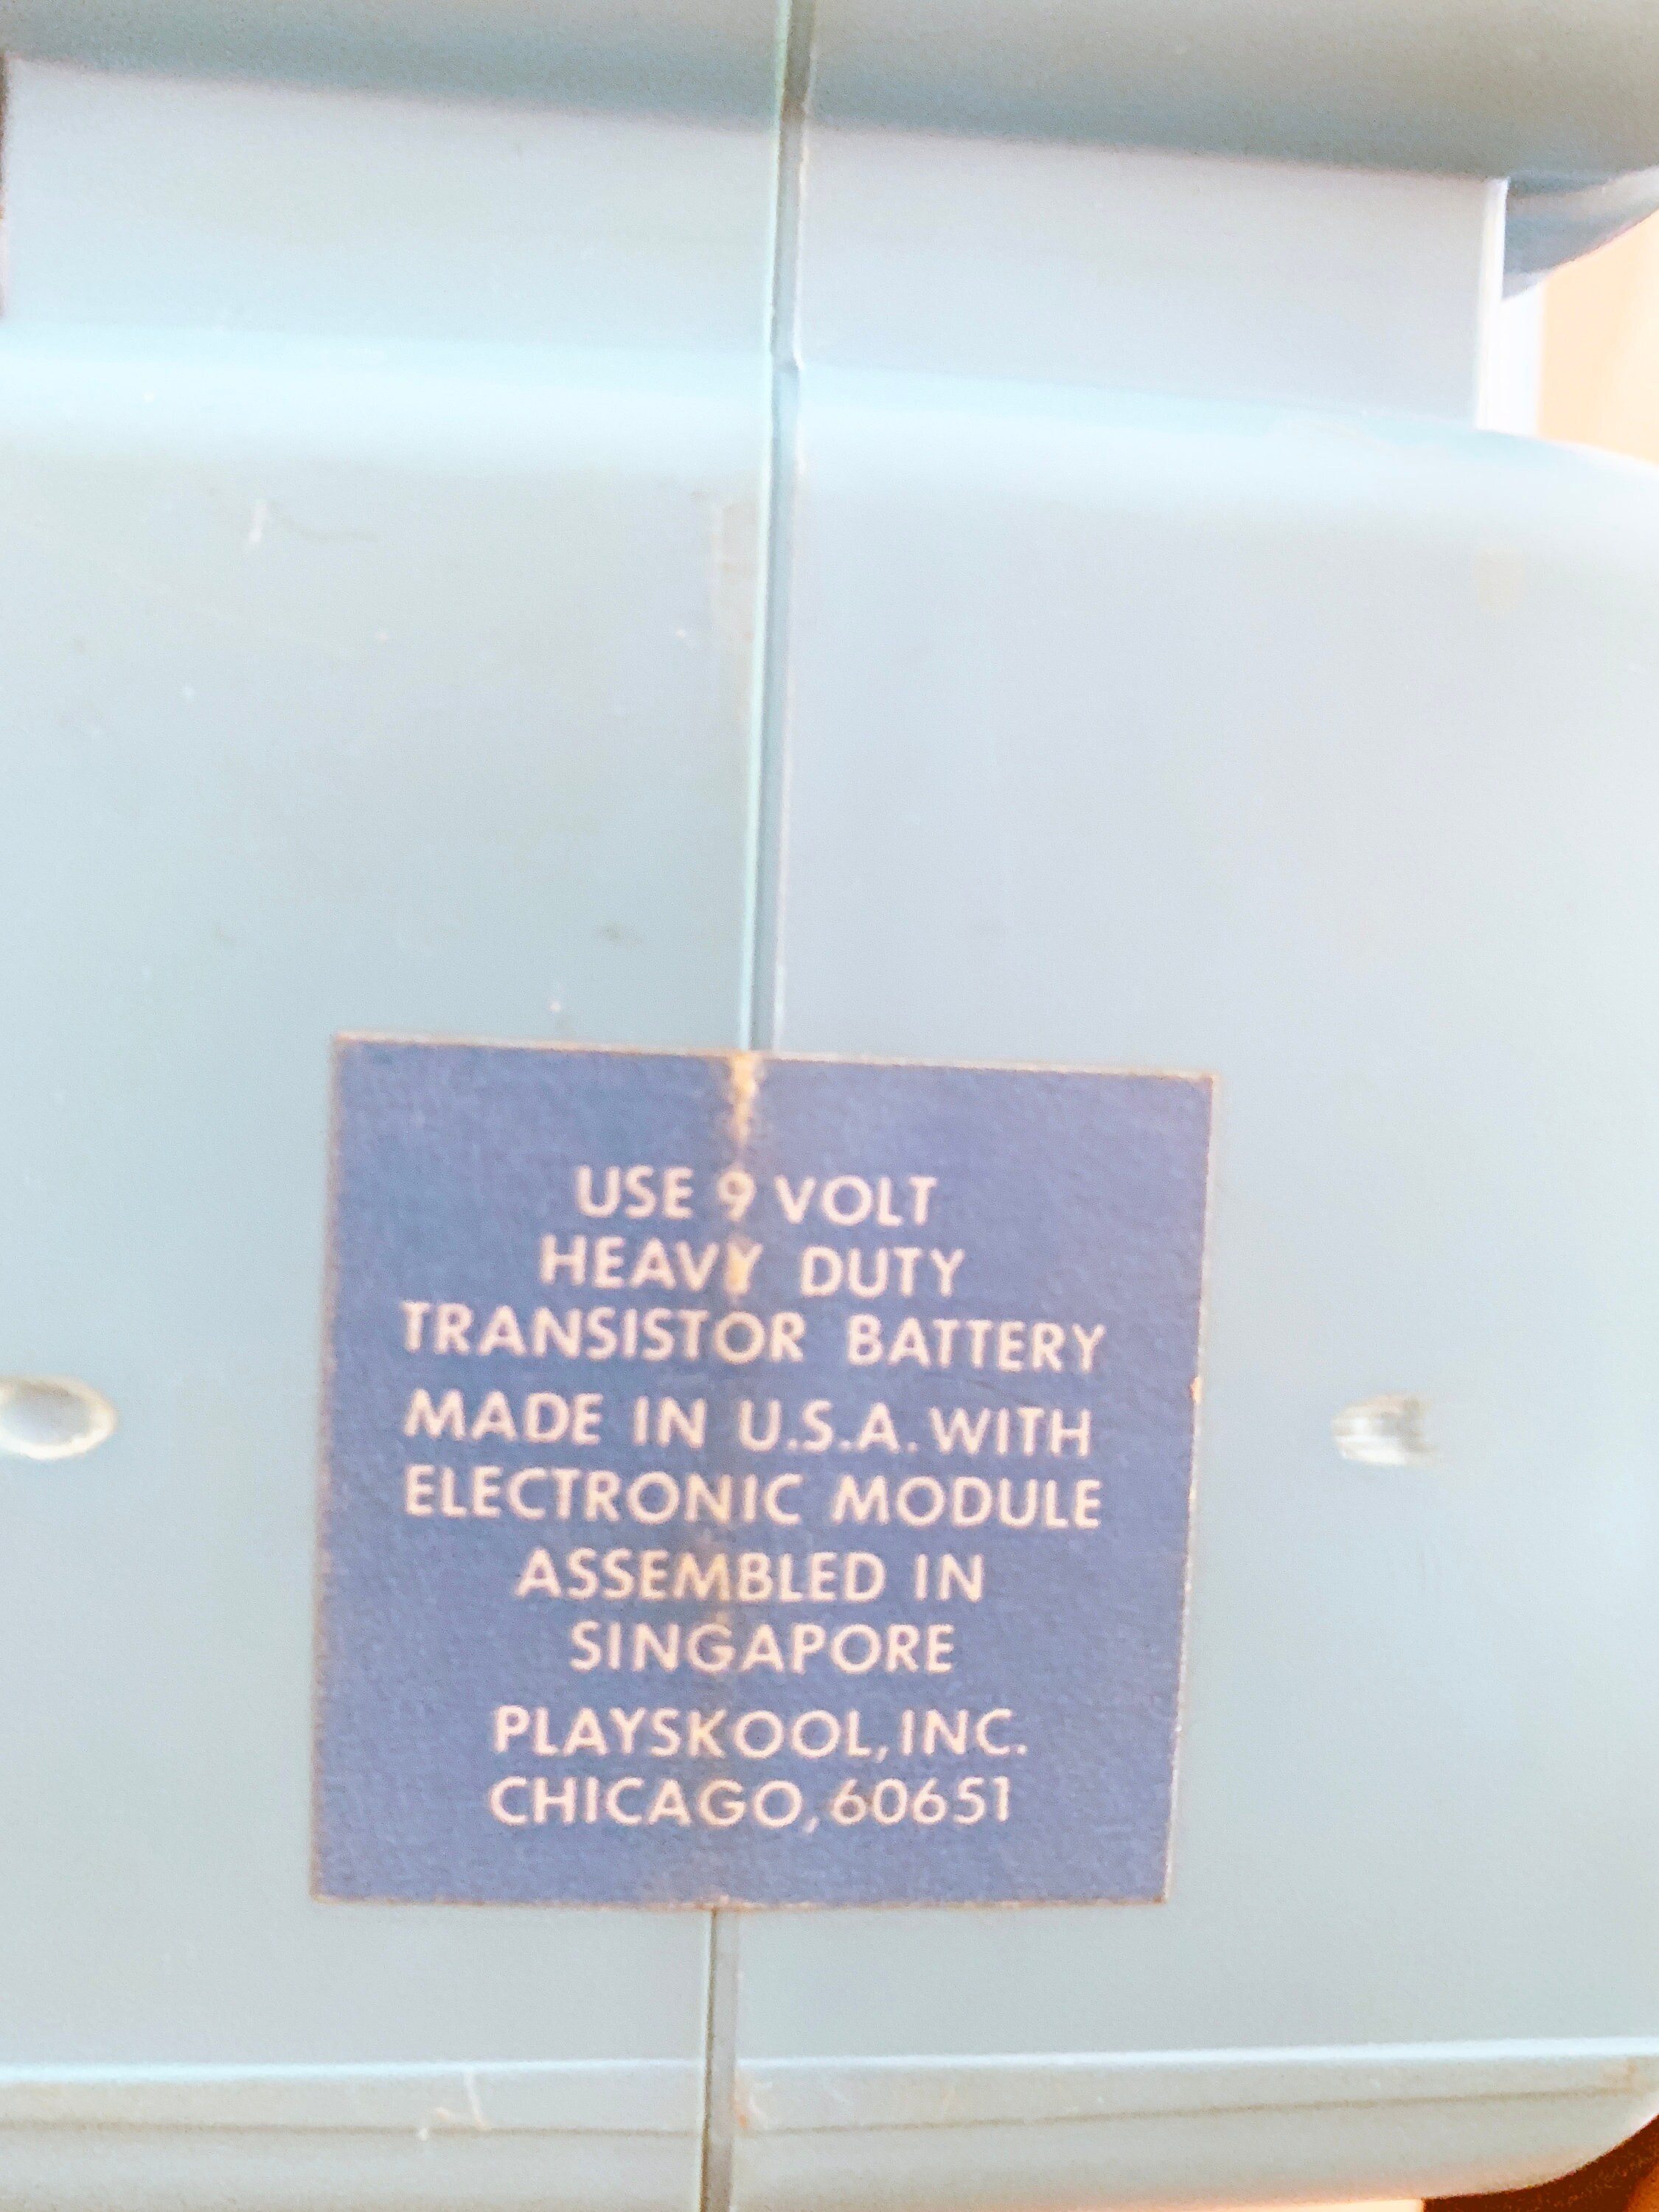 USE 9 VOLT
HEAVY DUTY
TRANSISTOR BATTERY
MADE IN U.S.A. WITH
ELECTRONIC MODULE
ASSEMBLED IN
SINGAPORE
PLAYSKOOL, INC.
CHICAGO, 60651